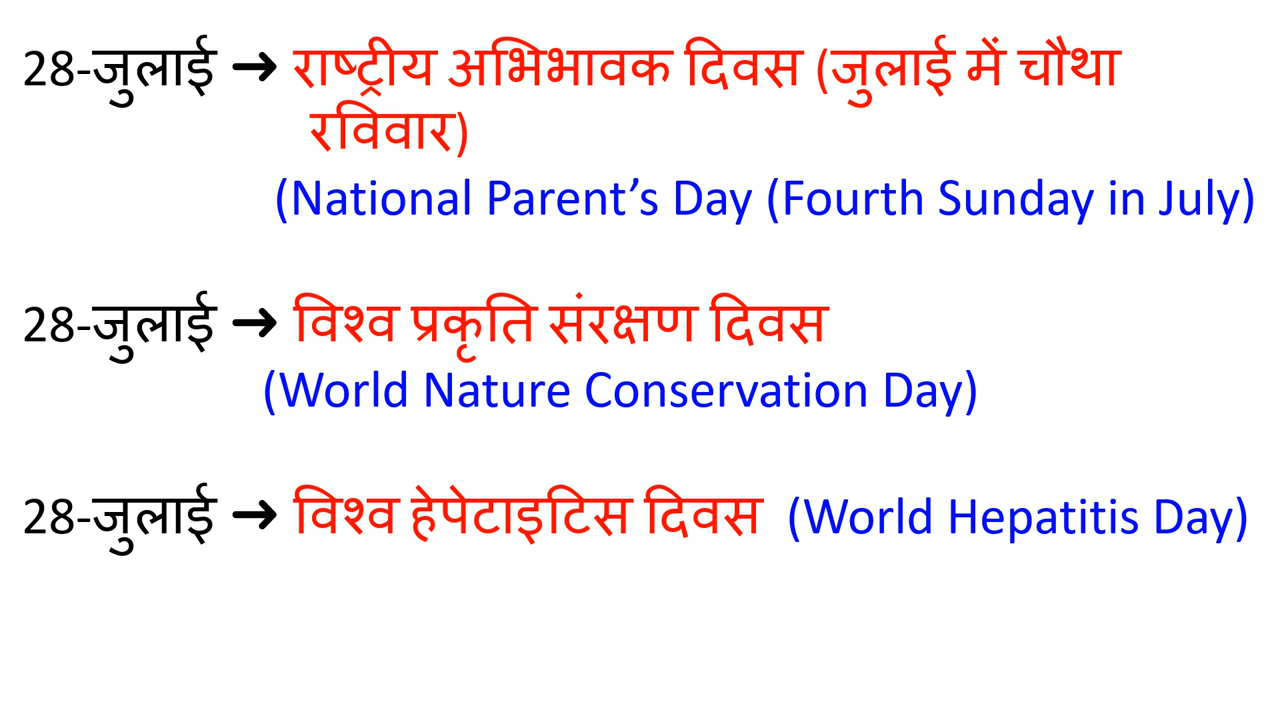 28-जुलाई ➜ राष्ट्रीय अभिभावक दिवस (जुलाई में चौथा
रविवार)
(National Parent’s Day (Fourth Sunday in July)
28-जुलाई ➜ विश्व प्रकृति संरक्षण दिवस
(World Nature Conservation Day)
28-जुलाई ➜ विश्व हेपेटाइटिस दिवस (World Hepatitis Day)